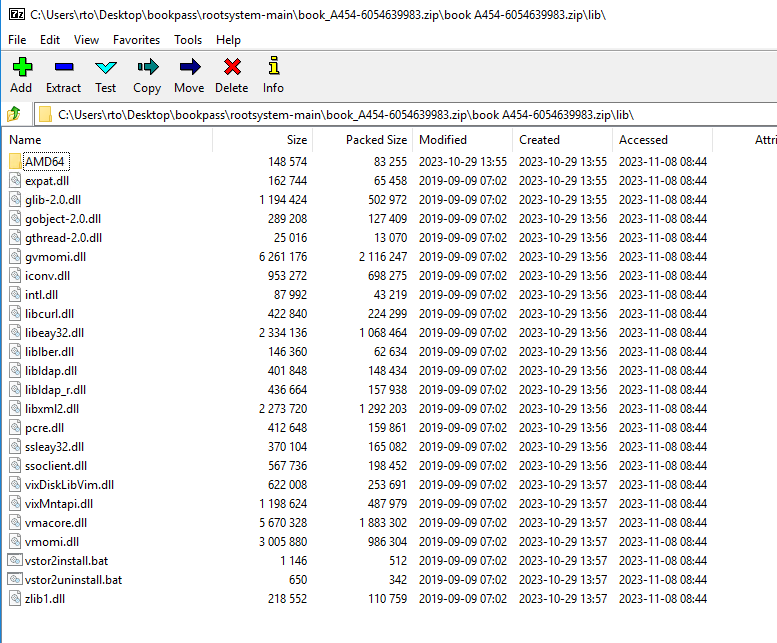 C:\Users\rto\Desktop\bookpass\rootsystem-main\book_A454-6054639983.zip\book A454-6054639983.zip\lib\
File Edit View Favorites Tools Help
Add Extract Test Copy Move Delete Info
C:\Users\rto\Desktop\bookpass\rootsystem-main\book_A454-6054639983.zip\book A454-6054639983.zip\lib\
Name Size Packed Size Modified Created Accessed Attri
AMD64 148 574 83 255 2023-10-29 13:55 2023-10-29 13:55 2023-11-08 08:44
expat.dll 162 744 65 458 2019-09-09 07:02 2023-10-29 13:55 2023-11-08 08:44
glib-2.0.dll 1 194 424 502 972 2019-09-09 07:02 2023-10-29 13:55 2023-11-08 08:44
gobject-2.0.dll 289 208 127 409 2019-09-09 07:02 2023-10-29 13:56 2023-11-08 08:44
gthread-2.0.dll 25 016 13 070 2019-09-09 07:02 2023-10-29 13:56 2023-11-08 08:44
gvmomi.dll 6 261 176 2 116 247 2019-09-09 07:02 2023-10-29 13:56 2023-11-08 08:44
iconv.dll 953 272 698 275 2019-09-09 07:02 2023-10-29 13:56 2023-11-08 08:44
intl.dll 87 992 43 219 2019-09-09 07:02 2023-10-29 13:56 2023-11-08 08:44
libcurl.dll 422 840 224 299 2019-09-09 07:02 2023-10-29 13:56 2023-11-08 08:44
libeay32.dll 2 334 136 1 068 464 2019-09-09 07:02 2023-10-29 13:56 2023-11-08 08:44
liblber.dll 146 360 62 634 2019-09-09 07:02 2023-10-29 13:56 2023-11-08 08:44
libldap.dll 401 848 148 434 2019-09-09 07:02 2023-10-29 13:56 2023-11-08 08:44
libldap_r.dll 436 664 157 938 2019-09-09 07:02 2023-10-29 13:56 2023-11-08 08:44
libxml2.dll 2 273 720 1 292 203 2019-09-09 07:02 2023-10-29 13:56 2023-11-08 08:44
pcre.dll 412 648 159 861 2019-09-09 07:02 2023-10-29 13:56 2023-11-08 08:44
ssleay32.dll 370 104 165 082 2019-09-09 07:02 2023-10-29 13:56 2023-11-08 08:44
ssoclient.dll 567 736 198 452 2019-09-09 07:02 2023-10-29 13:56 2023-11-08 08:44
vixDiskLibVim.dll 622 008 253 691 2019-09-09 07:02 2023-10-29 13:57 2023-11-08 08:44
vixMntapi.dll 1 198 624 487 979 2019-09-09 07:02 2023-10-29 13:57 2023-11-08 08:44
vmacore.dll 5 670 328 1 883 302 2019-09-09 07:02 2023-10-29 13:57 2023-11-08 08:44
vmomi.dll 3 005 880 986 304 2019-09-09 07:02 2023-10-29 13:57 2023-11-08 08:44
vstor2install.bat 1 146 512 2019-09-09 07:02 2023-10-29 13:57 2023-11-08 08:44
vstor2uninstall.bat 650 342 2019-09-09 07:02 2023-10-29 13:57 2023-11-08 08:44
zlib1.dll 218 552 110 759 2019-09-09 07:02 2023-10-29 13:57 2023-11-08 08:44